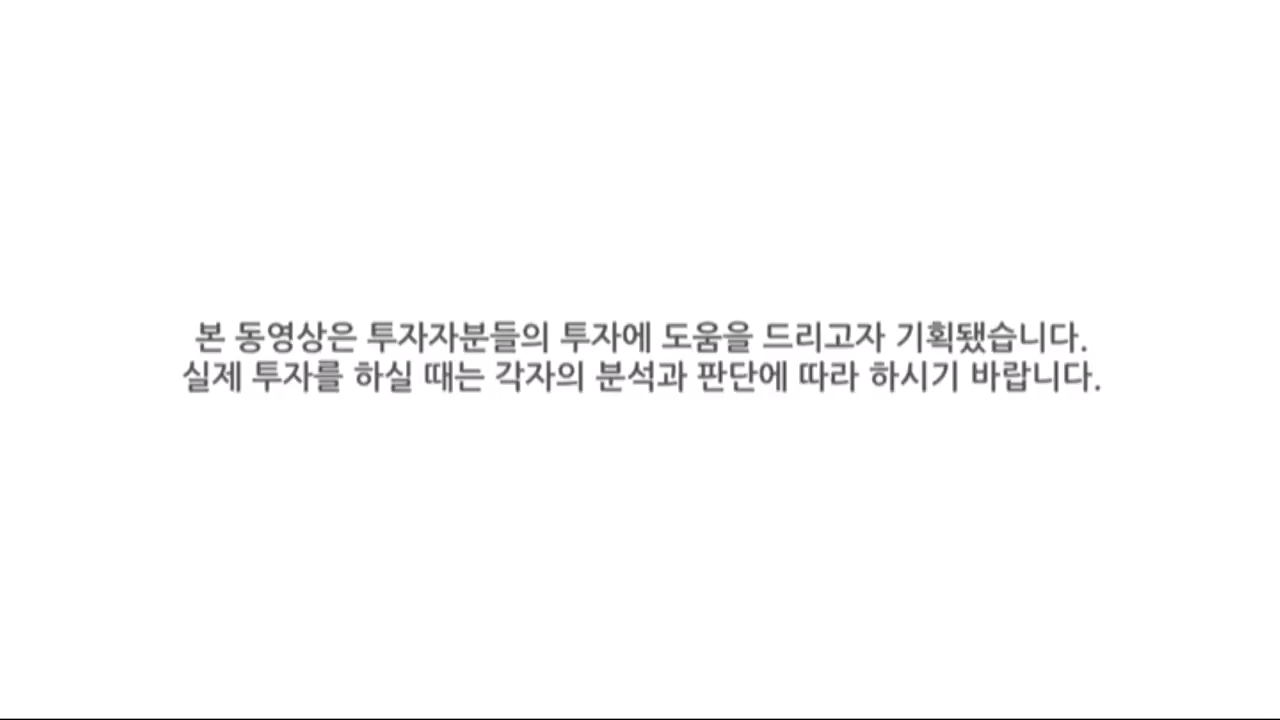 본 동영상은 투자자분들의 투자에 도움을 드리고자 기획됐습니다.
실제 투자를 하실 때는 각자의 분석과 판단에 따라 하시기 바랍니다.